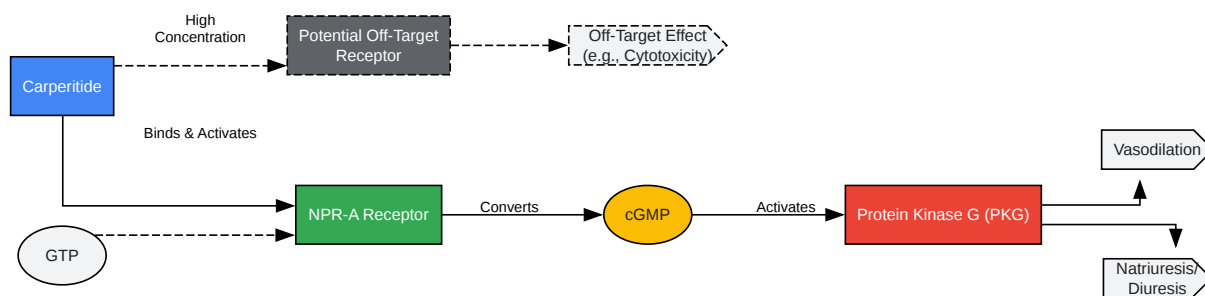 High
Concentration
Potential Off-Target
Receptor
Off-Target Effect
(e.g., Cytotoxicity)
Carperitide
Binds & Activates
Vasodilation
NPR-A Receptor
Converts
cGMP
Activates
Protein Kinase G (PKG)
GTP
Natriuresis/
Diuresis